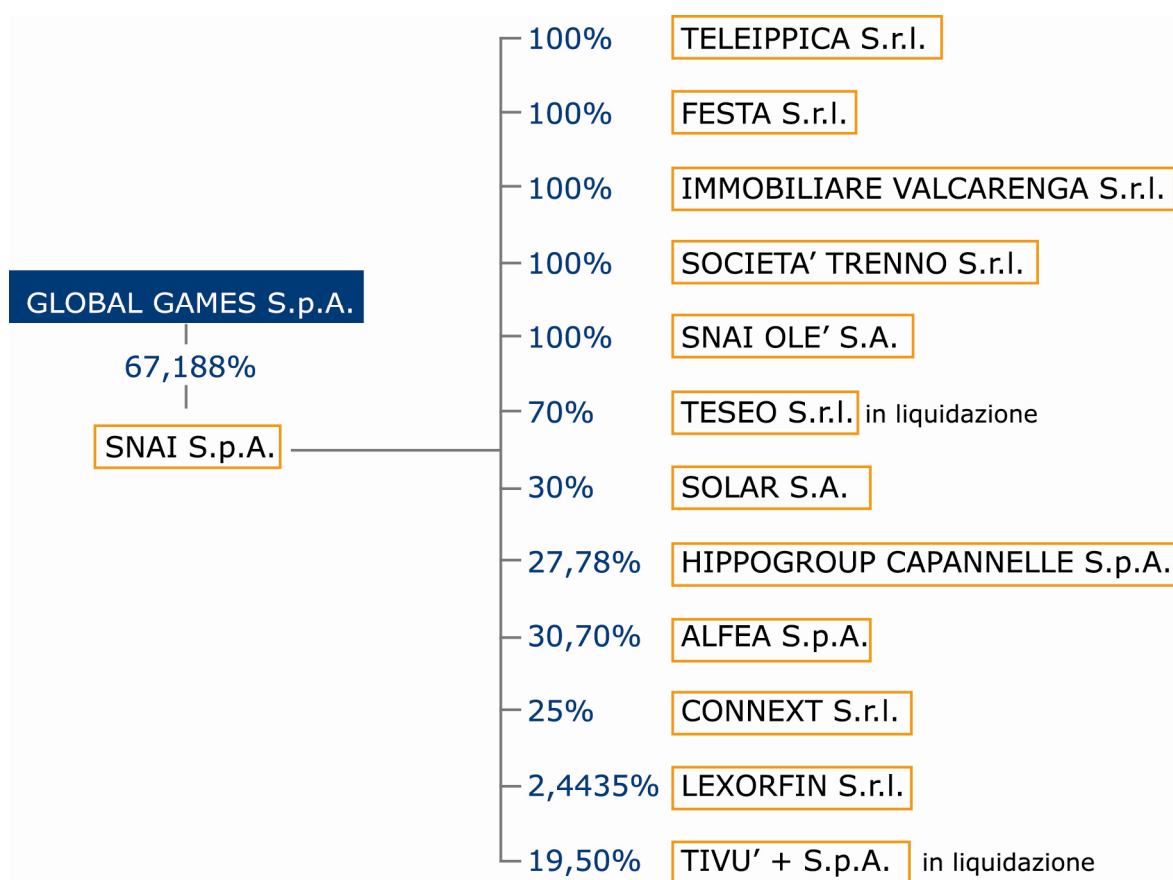 GLOBAL GAMES S.p.A.
67,188%
SNAI S.p.A.
100% TELEIPPICA S.r.l.
100% FESTA S.r.l.
100% IMMOBILIARE VALCARENGA S.r.l.
100% SOCIETA’ TRENNO S.r.l.
100% SNAI OLE’ S.A.
70% TESEO S.r.l. in liquidazione
30% SOLAR S.A.
27,78% HIPPOGROUP CAPANNELLE S.p.A.
30,70% ALFEA S.p.A.
25% CONNEXT S.r.l.
2,4435% LEXORFIN S.r.l.
19,50% TIVU’ + S.p.A. in liquidazione